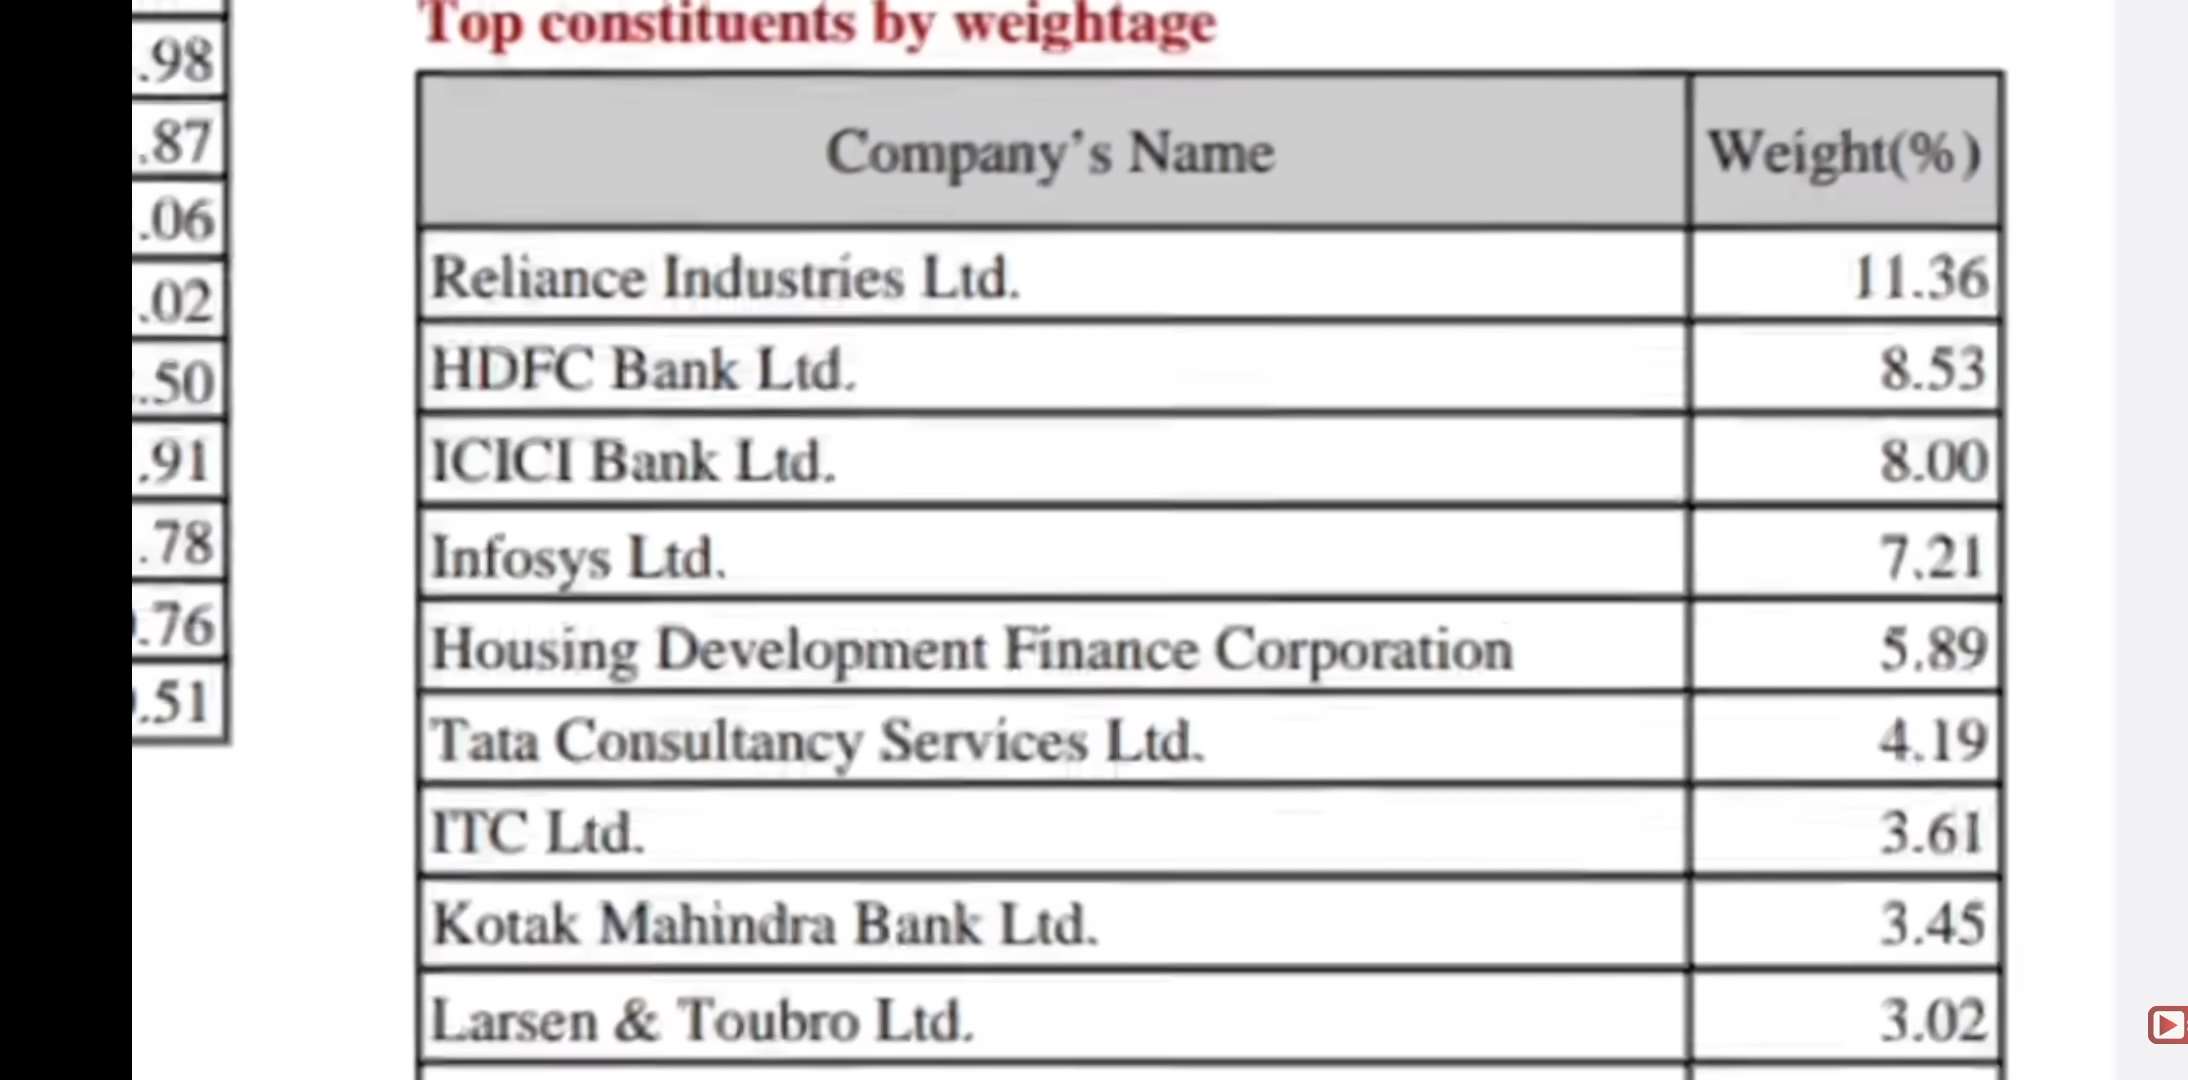 Top constituents by weightage
.98
.87
.06
.02
.50
.91
.78
.76
.51
Company's Name Weight(%)
Reliance Industries Ltd. 11.36
HDFC Bank Ltd. 8.53
ICICI Bank Ltd. 8.00
Infosys Ltd. 7.21
Housing Development Finance Corporation 5.89
Tata Consultancy Services Ltd. 4.19
ITC Ltd. 3.61
Kotak Mahindra Bank Ltd. 3.45
Larsen & Toubro Ltd. 3.02